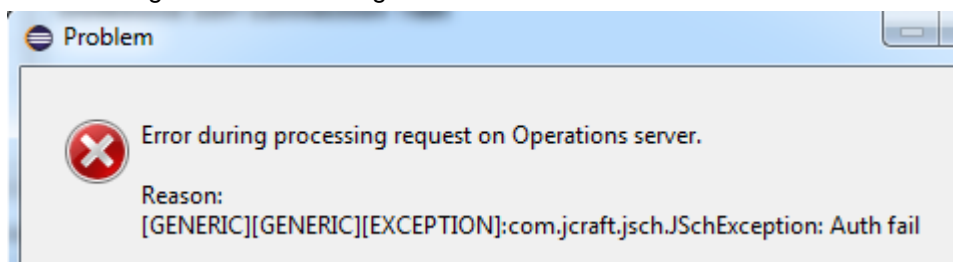 Problem
Error during processing request on Operations server.
Reason:
[GENERIC][GENERIC][EXCEPTION]:com.jcraft.jsch.JSchException: Auth fail